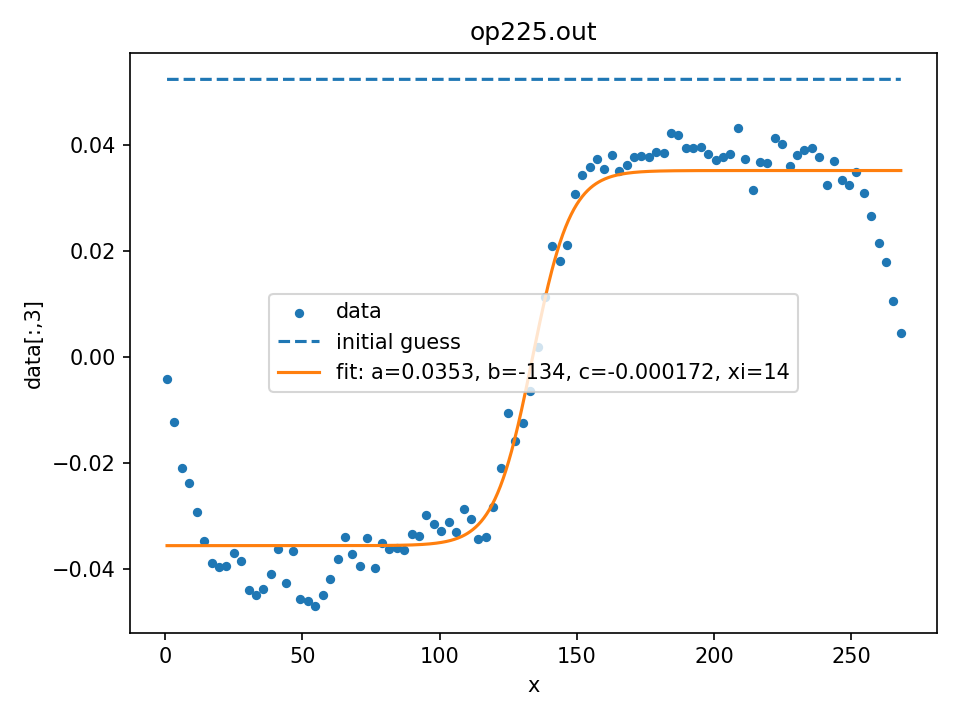 op225.out
0.04
0.02
0.00
−0.02
−0.04
data[:,3]
data
initial guess
fit: a=0.0353, b=-134, c=-0.000172, xi=14
0 50 100 150 200 250
x